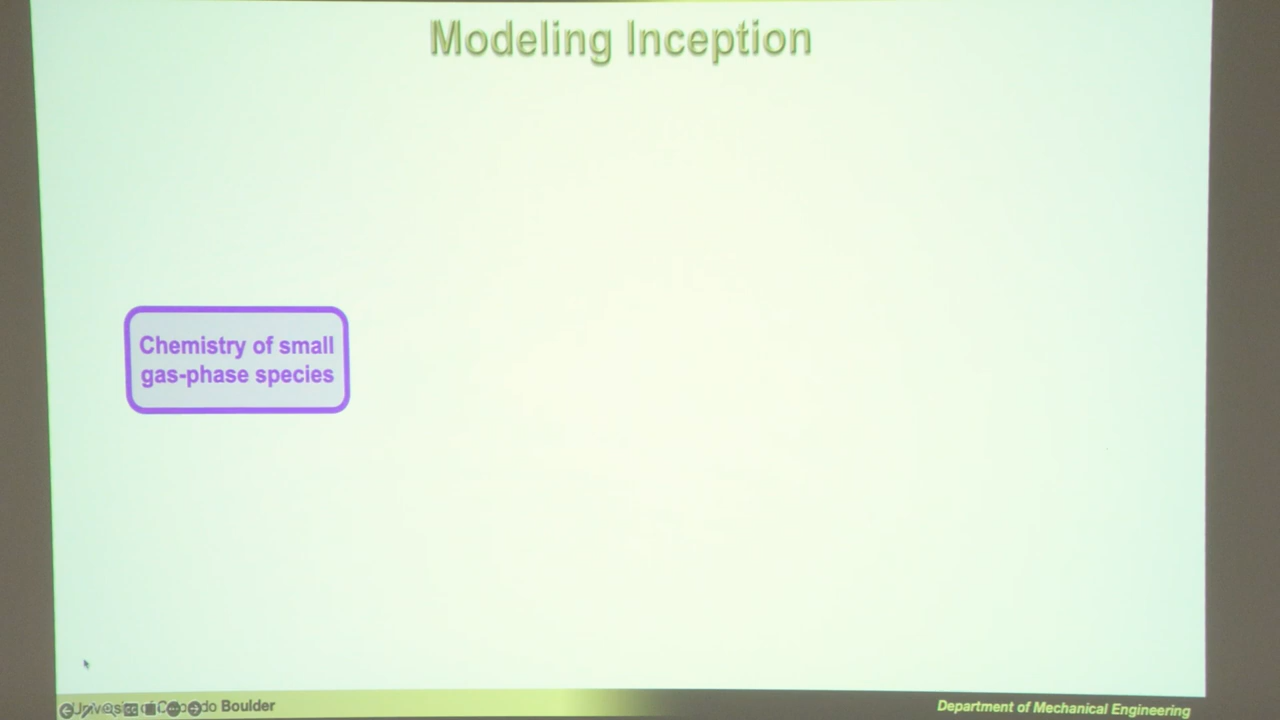 Modeling Inception
Chemistry of small
gas-phase species
Boulder
Department of Mechanical Engineering